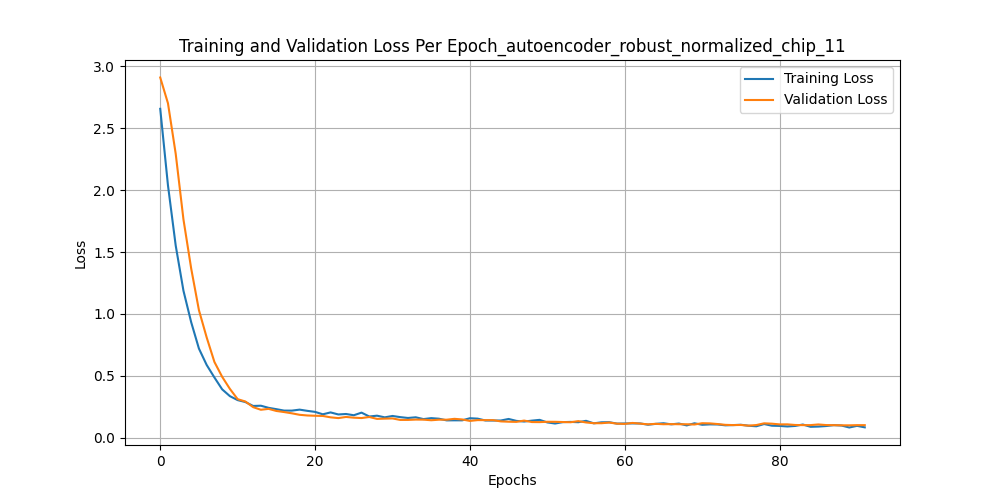 Training and Validation Loss Per Epoch_autoencoder_robust_normalized_chip_11
Training Loss
Validation Loss
3.0
2.5
2.0
1.5
1.0
0.5
0.0
Loss
0 20 40 60 80
Epochs